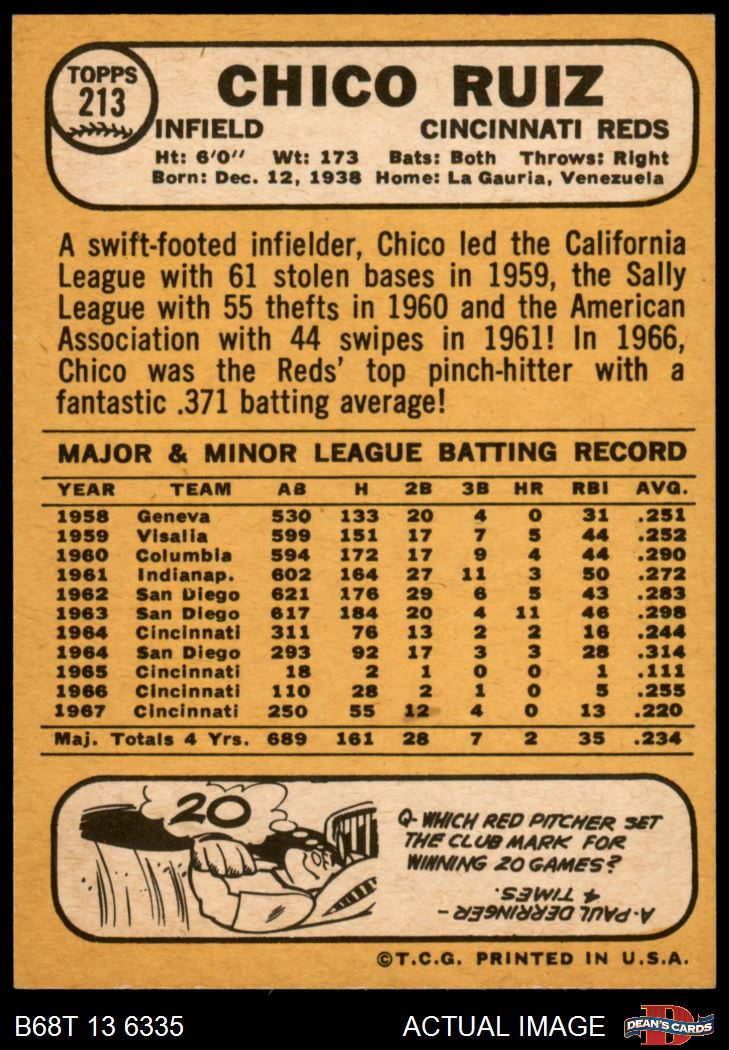 TOPPS
213
CHICO RUIZ
INFIELD CINCINNATI REDS
Ht: 6'0" Wt: 173 Bats: Both Throws: Right
Born: Dec. 12, 1938 Home: La Gauria, Venezuela
A swift-footed infielder, Chico led the California
League with 61 stolen bases in 1959, the Sally
League with 55 thefts in 1960 and the American
Association with 44 swipes in 1961! In 1966,
Chico was the Reds' top pinch-hitter with a
fantastic .371 batting average!
MAJOR & MINOR LEAGUE BATTING RECORD
YEAR TEAM AB H 2B 3B HR RBI AVG.
1958 Geneva 530 133 20 4 0 31 .251
1959 Visalia 599 151 17 7 5 44 .252
1960 Columbia 594 172 17 9 4 44 .290
1961 Indianap. 602 164 27 11 3 50 .272
1962 San Diego 621 176 29 6 5 43 .283
1963 San Diego 617 184 20 4 11 46 .298
1964 Cincinnati 311 76 13 2 2 16 .244
1964 San Diego 293 92 17 3 3 28 .314
1965 Cincinnati 18 2 1 0 0 1 .111
1966 Cincinnati 110 28 2 1 0 5 .255
1967 Cincinnati 250 55 12 4 0 13 .220
Maj. Totals 4 Yrs. 689 161 28 7 2 35 .234
20
Q- WHICH RED PITCHER SET
THE CLUB MARK FOR
WINNING 20 GAMES?
A- PAUL DERRINGER -
4 TIMES.
©T.C.G. PRINTED IN U.S.A.
B68T 13 6335 ACTUAL IMAGE
D
DEAN'S CARDS